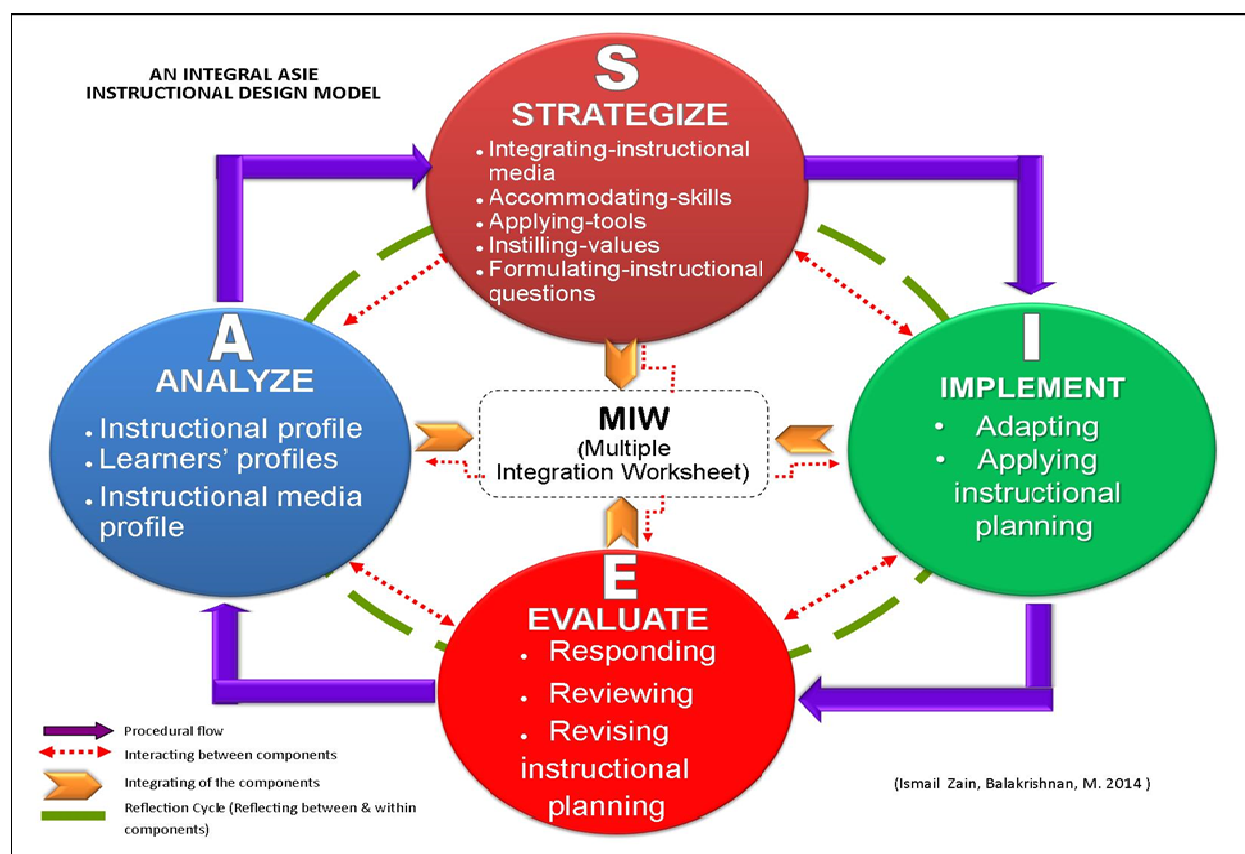 AN INTEGRAL ASIE
INSTRUCTIONAL DESIGN MODEL
S
STRATEGIZE
• Integrating-instructional
media
• Accommodating-skills
• Applying-tools
• Instilling-values
• Formulating-instructional
questions
A
ANALYZE
• Instructional profile
• Learners' profiles
• Instructional media
profile
MIW
(Multiple
Integration Worksheet)
I
IMPLEMENT
• Adapting
• Applying
instructional
planning
E
EVALUATE
• Responding
• Reviewing
• Revising
instructional
planning
Procedural flow
Interacting between components
Integrating of the components
Reflection Cycle (Reflecting between & within
components)
(Ismail Zain, Balakrishnan, M. 2014 )